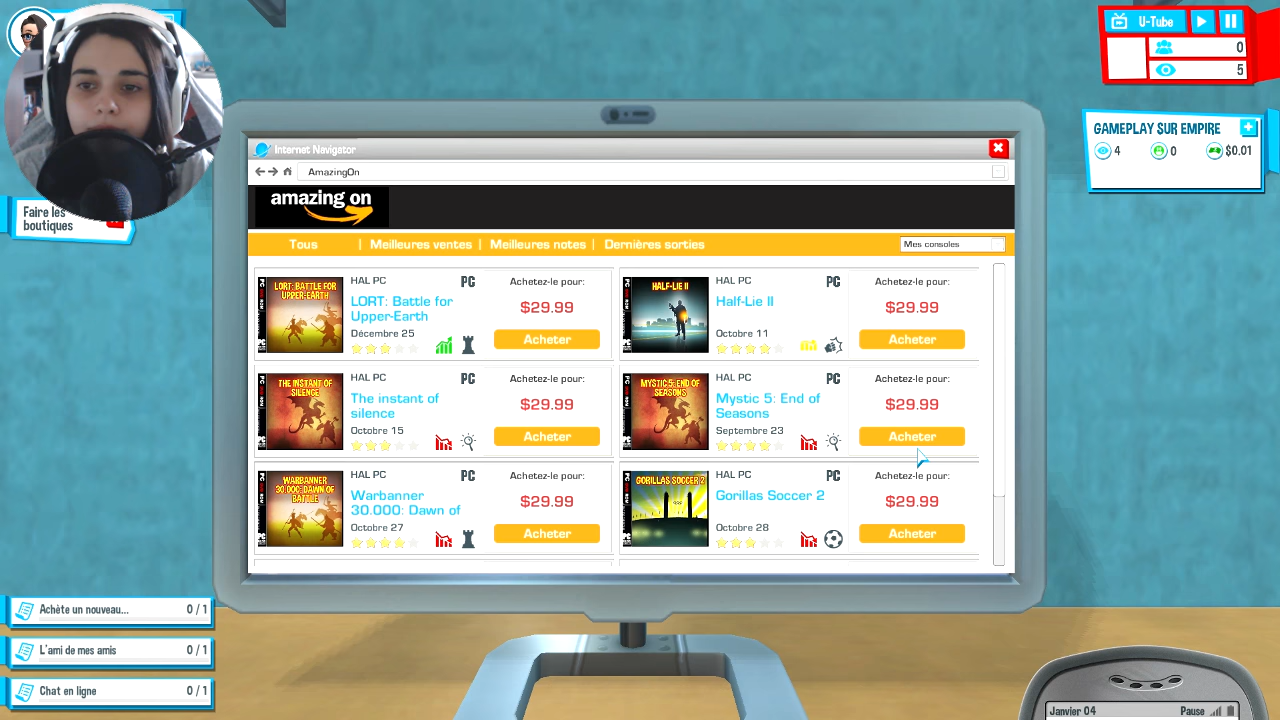 U-Tube
0
5
GAMEPLAY SUR EMPIRE
4
0
$0.01
Faire les
boutiques
Internet Navigator
AmazingOn
amazing on
Tous | Meilleures ventes | Meilleures notes | Dernières sorties
Mes consoles
LORT: BATTLE FOR
UPPER-EARTH
HAL PC
PC
LORT: Battle for
Upper-Earth
Décembre 25
Achetez-le pour:
$29.99
Acheter
HALF-LIE II
HAL PC
PC
Half-Lie II
Octobre 11
Achetez-le pour:
$29.99
Acheter
THE INSTANT OF
SILENCE
HAL PC
PC
The instant of
silence
Octobre 15
Achetez-le pour:
$29.99
Acheter
MYSTIC 5: END OF
SEASONS
HAL PC
PC
Mystic 5: End of
Seasons
Septembre 23
Achetez-le pour:
$29.99
Acheter
WARBANNER
30.000: DAWN OF
BATTLE
HAL PC
PC
Warbanner
30.000: Dawn of
Octobre 27
Achetez-le pour:
$29.99
Acheter
GORILLAS SOCCER 2
HAL PC
PC
Gorillas Soccer 2
Octobre 28
Achetez-le pour:
$29.99
Acheter
Achète un nouveau... 0 / 1
L'ami de mes amis 0 / 1
Chat en ligne 0 / 1
Janvier 04
Pause